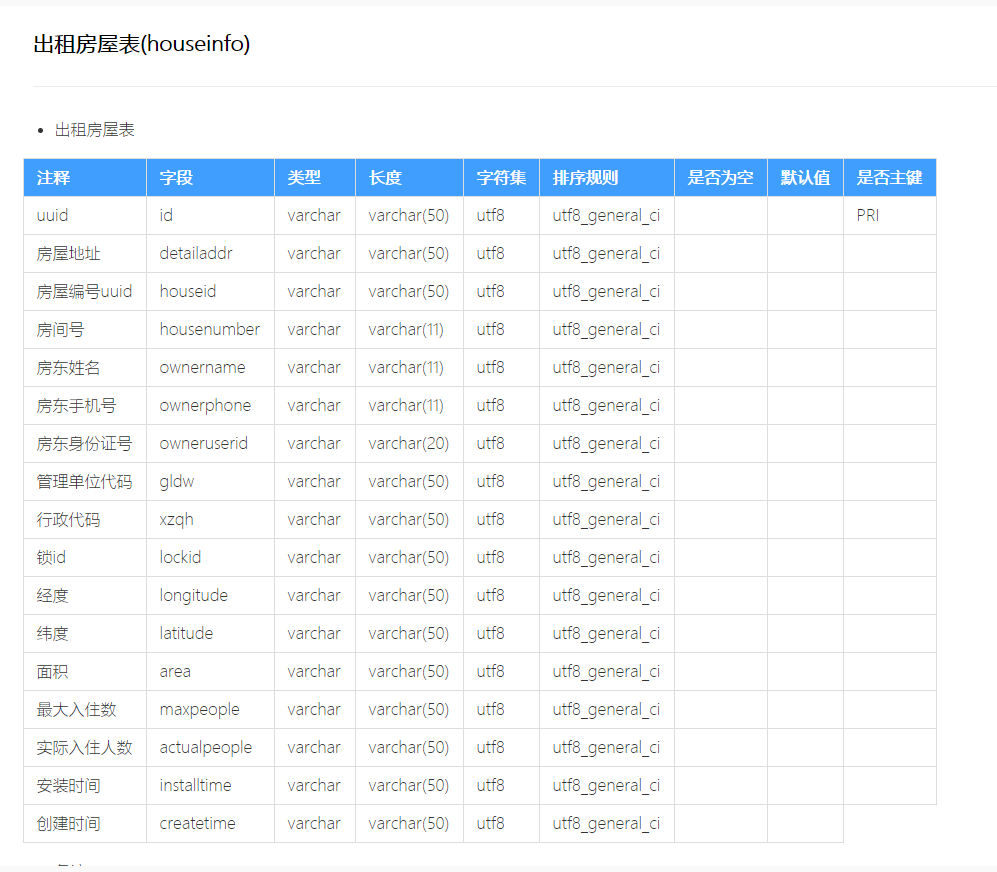 出租房屋表(houseinfo)
出租房屋表
注释 字段 类型 长度 字符集 排序规则 是否为空 默认值 是否主键
uuid id varchar varchar(50) utf8 utf8_general_ci PRI
房屋地址 detailaddr varchar varchar(50) utf8 utf8_general_ci
房屋编号uuid houseid varchar varchar(50) utf8 utf8_general_ci
房间号 housenumber varchar varchar(11) utf8 utf8_general_ci
房东姓名 ownername varchar varchar(11) utf8 utf8_general_ci
房东手机号 ownerphone varchar varchar(11) utf8 utf8_general_ci
房东身份证号 owneruserid varchar varchar(20) utf8 utf8_general_ci
管理单位代码 gldw varchar varchar(50) utf8 utf8_general_ci
行政代码 xzqh varchar varchar(50) utf8 utf8_general_ci
锁id lockid varchar varchar(50) utf8 utf8_general_ci
经度 longitude varchar varchar(50) utf8 utf8_general_ci
纬度 latitude varchar varchar(50) utf8 utf8_general_ci
面积 area varchar varchar(50) utf8 utf8_general_ci
最大入住数 maxpeople varchar varchar(50) utf8 utf8_general_ci
实际入住人数 actualpeople varchar varchar(50) utf8 utf8_general_ci
安装时间 installtime varchar varchar(50) utf8 utf8_general_ci
创建时间 createtime varchar varchar(50) utf8 utf8_general_ci